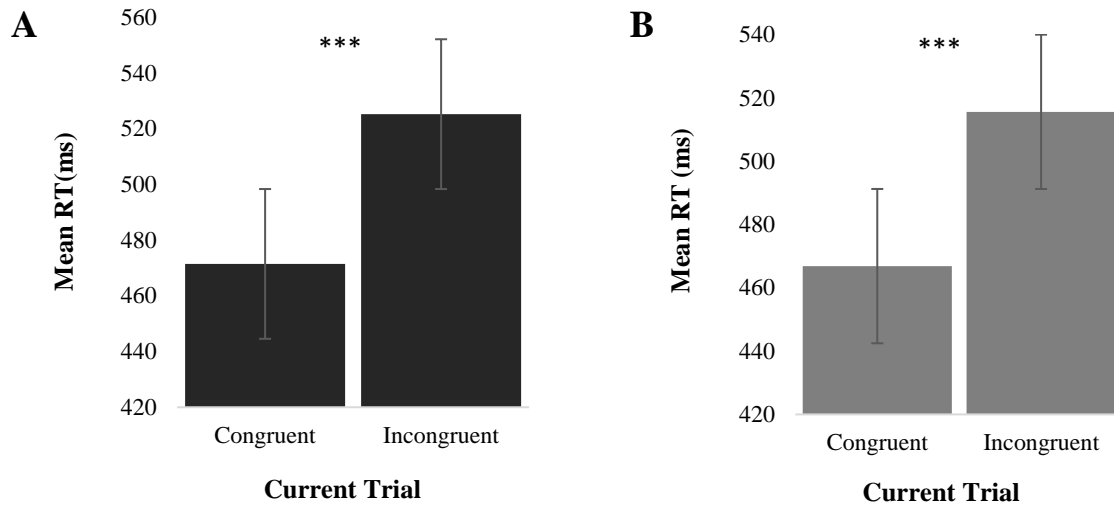 A
Mean RT(ms)
560
540
520
500
480
460
440
420
***
Congruent
Incongruent
Current Trial
B
Mean RT (ms)
540
520
500
480
460
440
420
***
Congruent
Incongruent
Current Trial